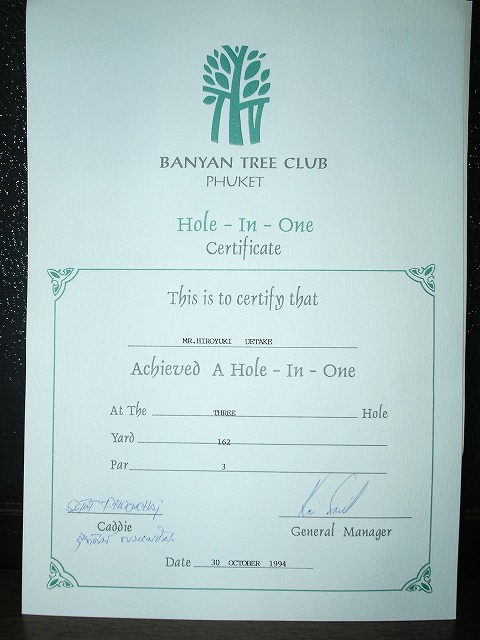 BANYAN TREE CLUB
PHUKET
Hole - In - One
Certificate
This is to certify that
MR.HIROYUKI UETAKE
Achieved A Hole - In - One
At The THREE Hole
Yard 162
Par 3
Caddie
General Manager
Date 30 OCTOBER 1994